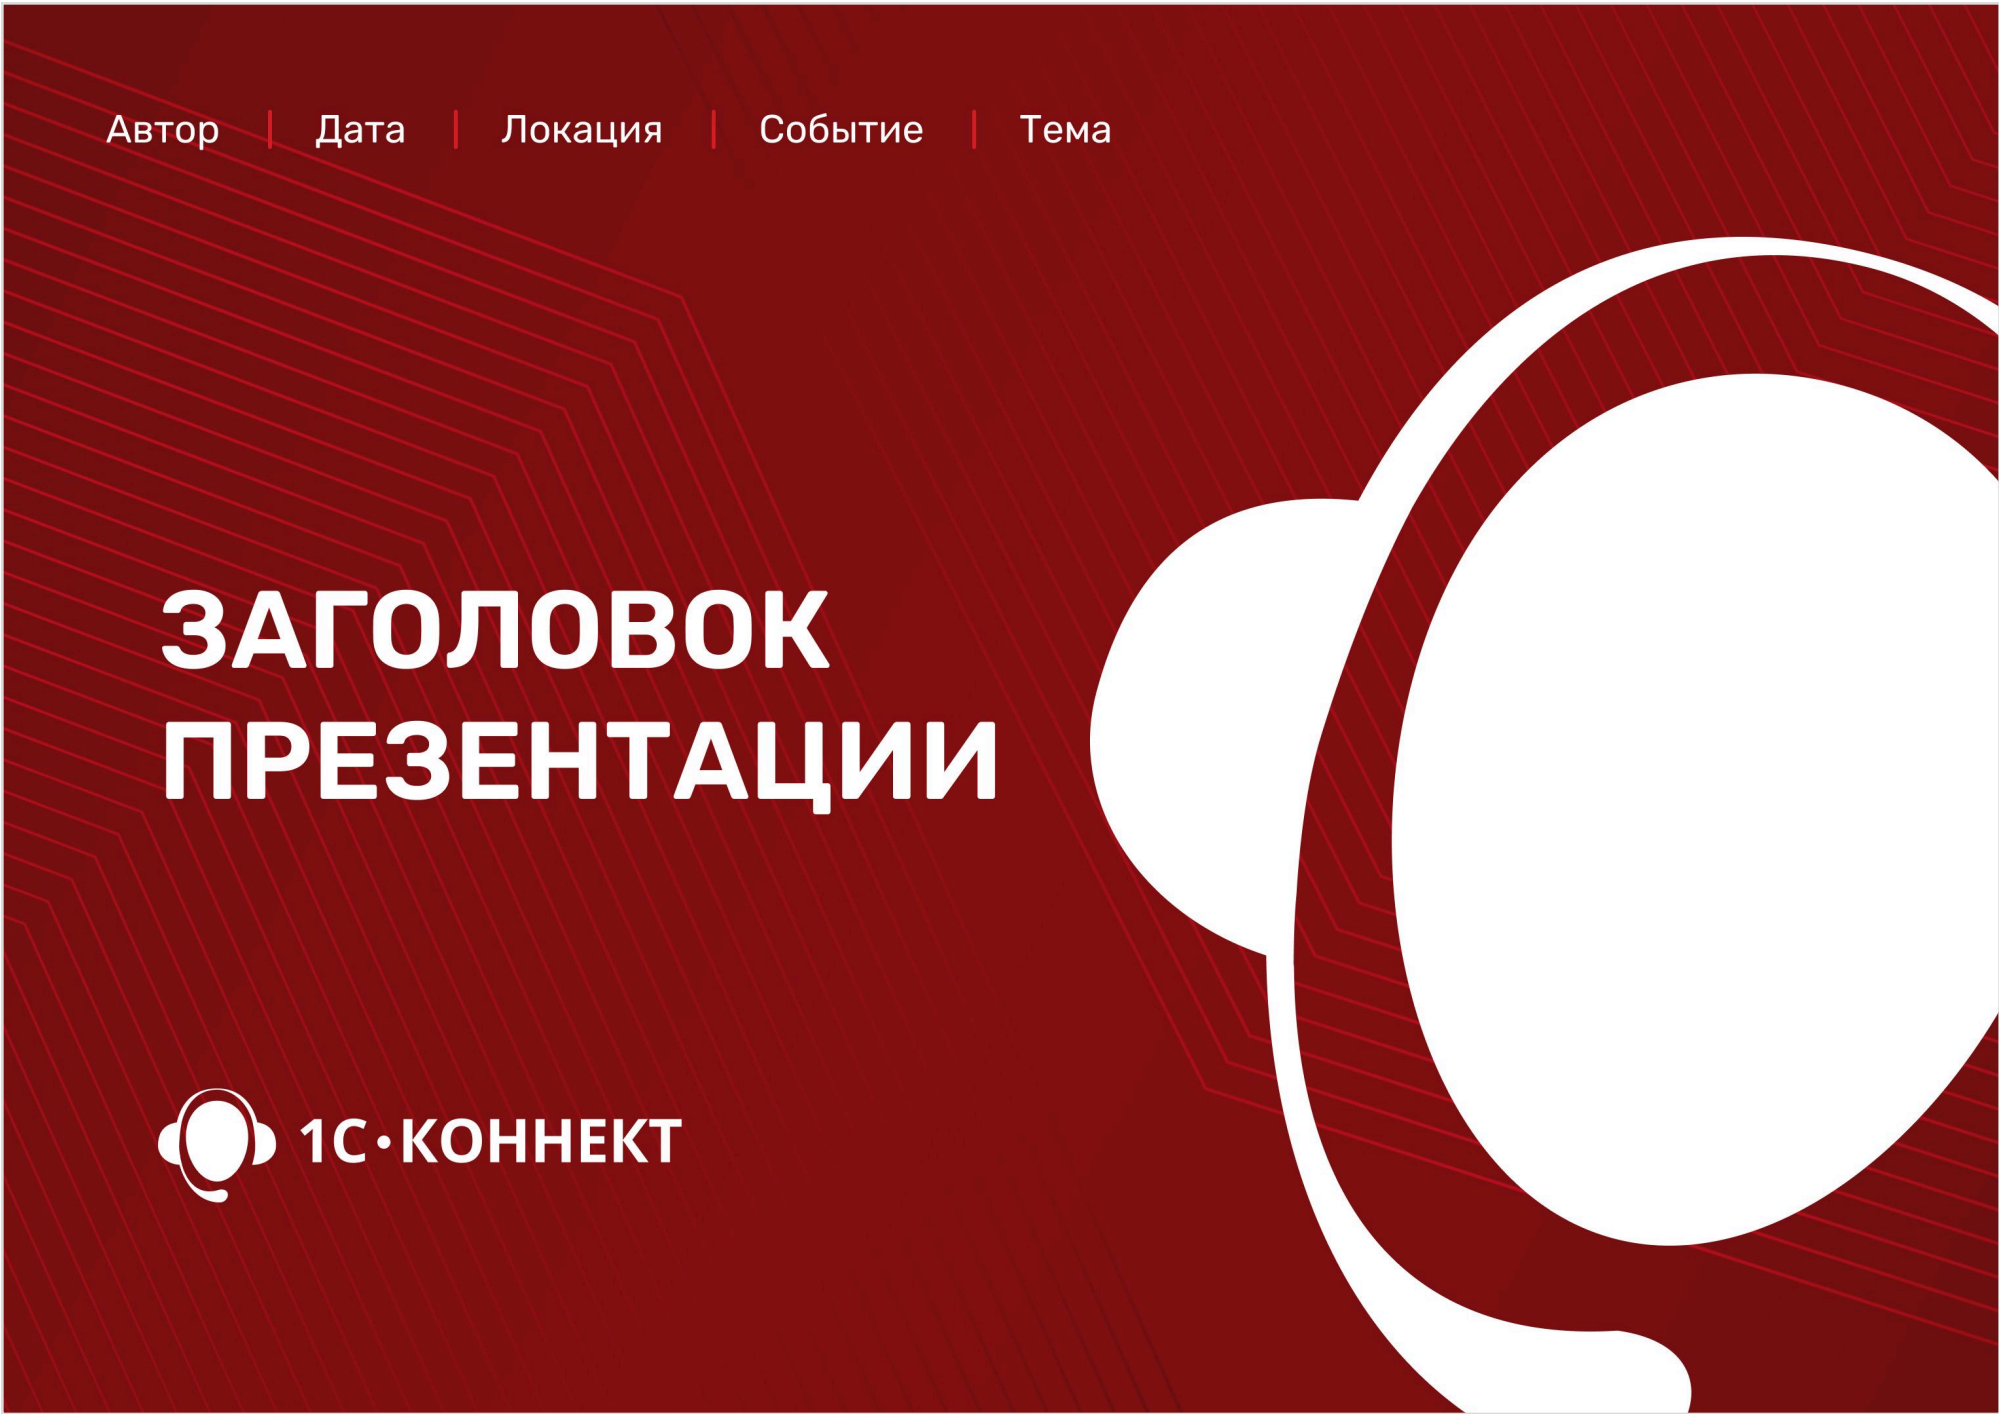 Автор | Дата | Локация | Событие | Тема
ЗАГОЛОВОК
ПРЕЗЕНТАЦИИ
1С·КОННЕКТ